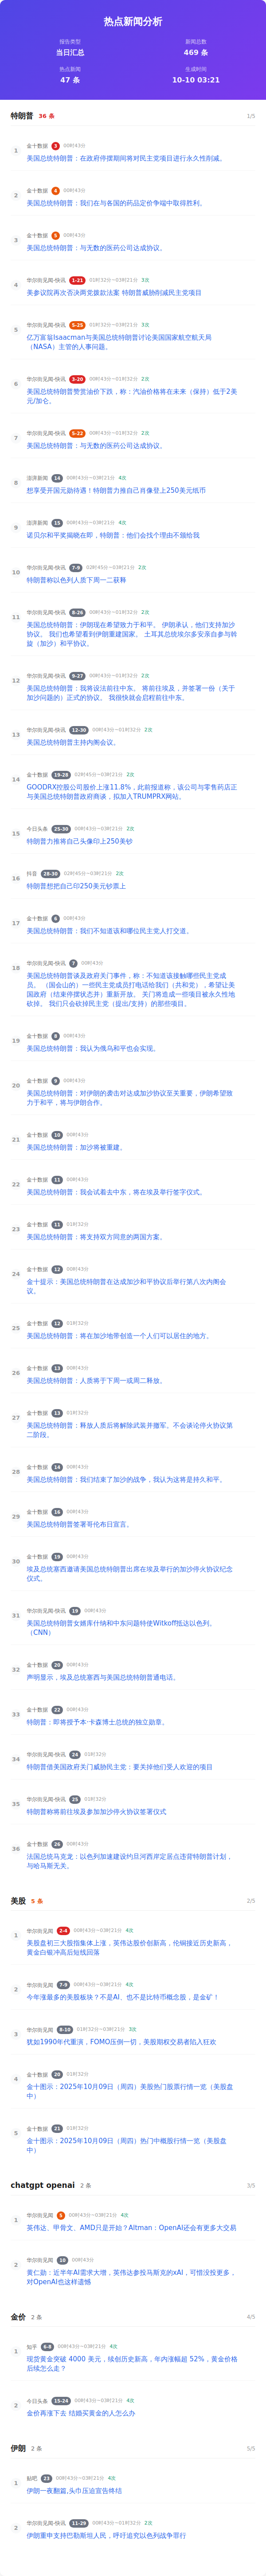 热点新闻分析
报告类型
当日汇总
新闻总数
469 条
热点新闻
47 条
生成时间
10-10 03:21
特朗普 36 条 1/5
1
金十数据 3 00时43分
美国总统特朗普：在政府停摆期间将对民主党项目进行永久性削减。
2
金十数据 4 00时43分
美国总统特朗普：我们在与各国的药品定价争端中取得胜利。
3
金十数据 5 00时43分
美国总统特朗普：与无数的医药公司达成协议。
4
华尔街见闻-快讯 1-21 01时32分~03时21分 3次
美参议院再次否决两党拨款法案 特朗普威胁削减民主党项目
5
华尔街见闻-快讯 5-25 01时32分~03时21分 3次
亿万富翁Isaacman与美国总统特朗普讨论美国国家航空航天局
（NASA）主管的人事问题。
6
华尔街见闻-快讯 3-20 00时43分~01时32分 2次
美国总统特朗普赞赏油价下跌，称：汽油价格将在未来（保持）低于2美
元/加仑。
7
华尔街见闻-快讯 5-22 00时43分~01时32分 2次
美国总统特朗普：与无数的医药公司达成协议。
8
澎湃新闻 14 00时43分~03时21分 4次
想享受开国元勋待遇！特朗普力推自己肖像登上250美元纸币
9
澎湃新闻 15 00时43分~03时21分 4次
诺贝尔和平奖揭晓在即，特朗普：他们会找个理由不颁给我
10
华尔街见闻-快讯 7-9 02时45分~03时21分 2次
特朗普称以色列人质下周一二获释
11
华尔街见闻-快讯 8-26 00时43分~01时32分 2次
美国总统特朗普：伊朗现在希望致力于和平。 伊朗承认，他们支持加沙
协议。 我们也希望看到伊朗重建国家。 土耳其总统埃尔多安亲自参与斡
旋（加沙）和平协议。
12
华尔街见闻-快讯 9-27 00时43分~01时32分 2次
美国总统特朗普：我将设法前往中东。 将前往埃及，并签署一份（关于
加沙问题的）正式的协议。 我很快就会启程前往中东。
13
华尔街见闻-快讯 12-30 00时43分~01时32分 2次
美国总统特朗普主持内阁会议。
14
金十数据 19-28 02时45分~03时21分 2次
GOODRX控股公司股价上涨11.8%，此前报道称，该公司与零售药店正
与美国总统特朗普政府商谈，拟加入TRUMPRX网站。
15
今日头条 25-30 00时43分~03时21分 2次
特朗普力推将自己头像印上250美钞
16
抖音 28-30 02时45分~03时21分 2次
特朗普想把自己印250美元钞票上
17
金十数据 6 00时43分
美国总统特朗普：我们不知道该和哪位民主党人打交道。
18
华尔街见闻-快讯 7 00时43分
美国总统特朗普谈及政府关门事件，称：不知道该接触哪些民主党成
员。 （国会山的）一些民主党成员打电话给我们（共和党），希望让美
国政府（结束停摆状态并）重新开放。 关门将造成一些项目被永久性地
砍掉。 我们只会砍掉民主党（提出/支持）的那些项目。
19
金十数据 8 00时43分
美国总统特朗普：我认为俄乌和平也会实现。
20
金十数据 9 00时43分
美国总统特朗普：对伊朗的袭击对达成加沙协议至关重要，伊朗希望致
力于和平，将与伊朗合作。
21
金十数据 10 00时43分
美国总统特朗普：加沙将被重建。
22
金十数据 11 00时43分
美国总统特朗普：我会试着去中东，将在埃及举行签字仪式。
23
金十数据 11 01时32分
美国总统特朗普：将支持双方同意的两国方案。
24
金十数据 12 00时43分
金十提示：美国总统特朗普在达成加沙和平协议后举行第八次内阁会
议。
25
金十数据 12 01时32分
美国总统特朗普：将在加沙地带创造一个人们可以居住的地方。
26
金十数据 13 00时43分
美国总统特朗普：人质将于下周一或周二释放。
27
金十数据 13 01时32分
美国总统特朗普：释放人质后将解除武装并撤军。不会谈论停火协议第
二阶段。
28
金十数据 14 00时43分
美国总统特朗普：我们结束了加沙的战争，我认为这将是持久和平。
29
金十数据 16 00时43分
美国总统特朗普签署哥伦布日宣言。
30
金十数据 19 00时43分
埃及总统塞西邀请美国总统特朗普出席在埃及举行的加沙停火协议纪念
仪式。
31
华尔街见闻-快讯 19 00时43分
美国总统特朗普女婿库什纳和中东问题特使Witkoff抵达以色列。
（CNN）
32
金十数据 20 00时43分
声明显示，埃及总统塞西与美国总统特朗普通电话。
33
金十数据 22 00时43分
特朗普：即将授予本·卡森博士总统的独立勋章。
34
华尔街见闻-快讯 24 01时32分
特朗普借美国政府关门威胁民主党：要关掉他们受人欢迎的项目
35
华尔街见闻-快讯 25 01时32分
特朗普称将前往埃及参加加沙停火协议签署仪式
36
金十数据 26 00时43分
法国总统马克龙：以色列加速建设约旦河西岸定居点违背特朗普计划，
与哈马斯无关。
美股 5 条 2/5
1
华尔街见闻 2-4 00时43分~03时21分 4次
美股盘初三大股指集体上涨，英伟达股价创新高，伦铜接近历史新高，
黄金白银冲高后短线回落
2
华尔街见闻 7-9 00时43分~03时21分 4次
今年涨最多的美股板块？不是AI、也不是比特币概念股，是金矿！
3
华尔街见闻 8-10 01时32分~03时21分 3次
犹如1990年代重演，FOMO压倒一切，美股期权交易者陷入狂欢
4
金十数据 20 01时32分
金十图示：2025年10月09日（周四）美股热门股票行情一览（美股盘
中）
5
金十数据 21 01时32分
金十图示：2025年10月09日（周四）热门中概股行情一览（美股盘
中）
chatgpt openai 2 条 3/5
1
华尔街见闻 5 00时43分~03时21分 4次
英伟达、甲骨文、AMD只是开始？Altman：OpenAI还会有更多大交易
2
华尔街见闻 10 00时43分
黄仁勋：近半年AI需求大增，英伟达参投马斯克的xAI，可惜没投更多，
对OpenAI也这样遗憾
金价 2 条 4/5
1
知乎 6-8 00时43分~03时21分 4次
现货黄金突破 4000 美元，续创历史新高，年内涨幅超 52%，黄金价格
后续怎么走？
2
今日头条 15-24 00时43分~03时21分 4次
金价再涨下去 结婚买黄金的人怎么办
伊朗 2 条 5/5
1
贴吧 23 00时43分~03时21分 4次
伊朗一夜翻篇,头巾压迫宣告终结
2
华尔街见闻-快讯 11-29 00时43分~01时32分 2次
伊朗重申支持巴勒斯坦人民，呼吁追究以色列战争罪行